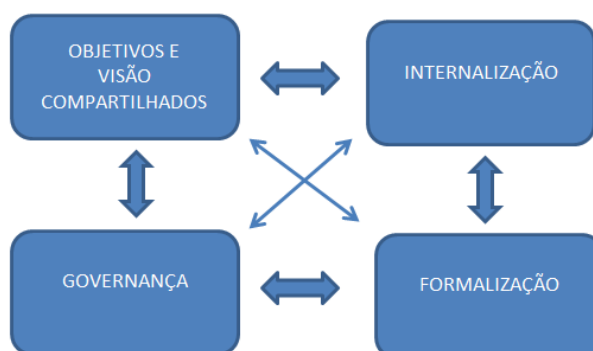 OBJETIVOS E
VISÃO
COMPARTILHADOS
INTERNALIZAÇÃO
GOVERNANÇA
FORMALIZAÇÃO